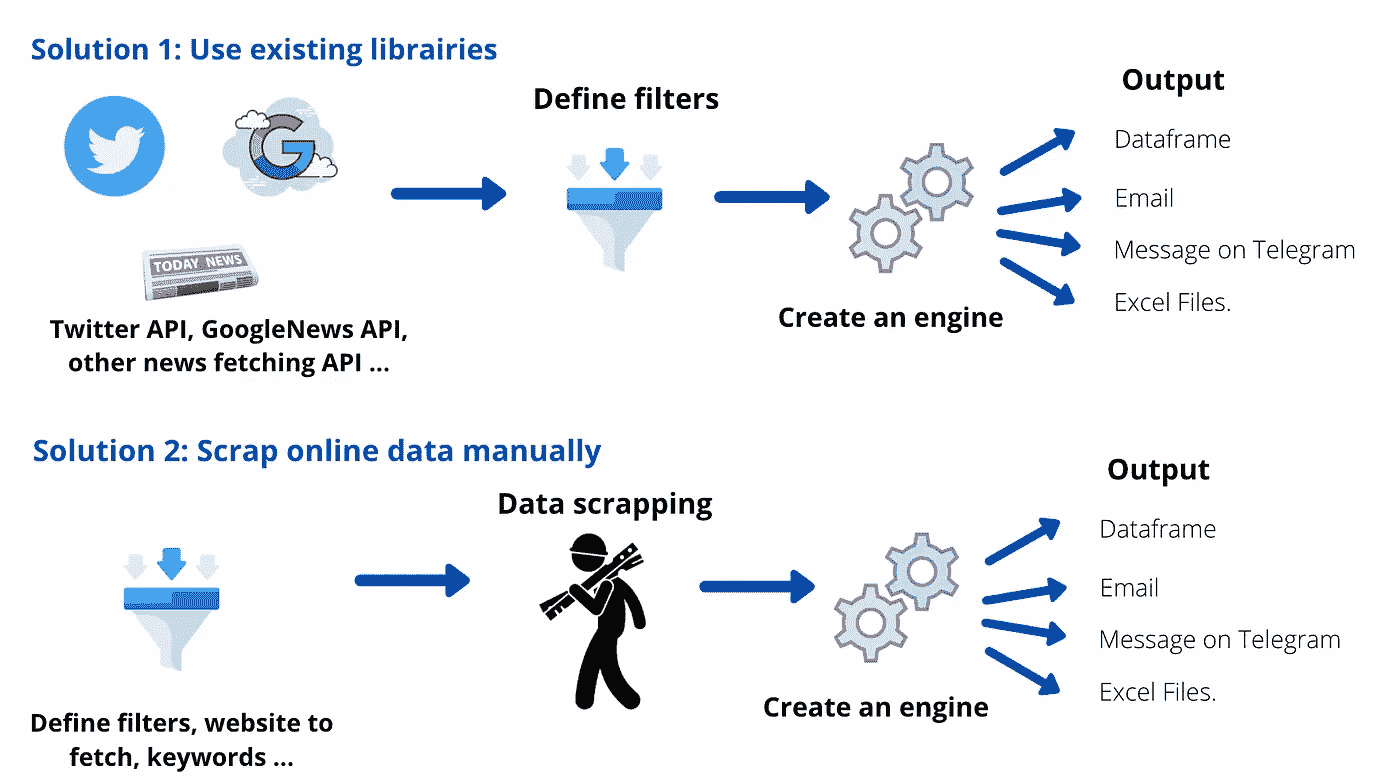 Solution 1: Use existing librairies
Define filters
Output
Dataframe
Email
Message on Telegram
Excel Files.
TODAY NEWS
Create an engine
Twitter API, GoogleNews API,
other news fetching API ...
Solution 2: Scrap online data manually
Data scrapping
Output
Dataframe
Email
Message on Telegram
Excel Files.
Create an engine
Define filters, website to
fetch, keywords ...